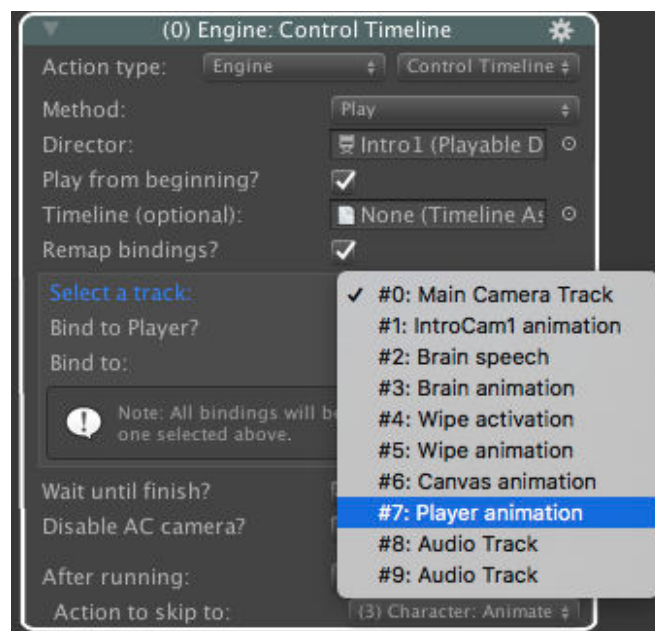 (0) Engine: Control Timeline
Action type: Engine Control Timeline
Method: Play
Director: Intro1 (Playable D
Play from beginning?
Timeline (optional): None (Timeline As
Remap bindings?
Select a track:
Bind to Player?
Bind to:
Note: All bindings will be
one selected above.
Wait until finish?
Disable AC camera?
After running:
Action to skip to: (3) Character: Animate
✓ #0: Main Camera Track
#1: IntroCam1 animation
#2: Brain speech
#3: Brain animation
#4: Wipe activation
#5: Wipe animation
#6: Canvas animation
#7: Player animation
#8: Audio Track
#9: Audio Track